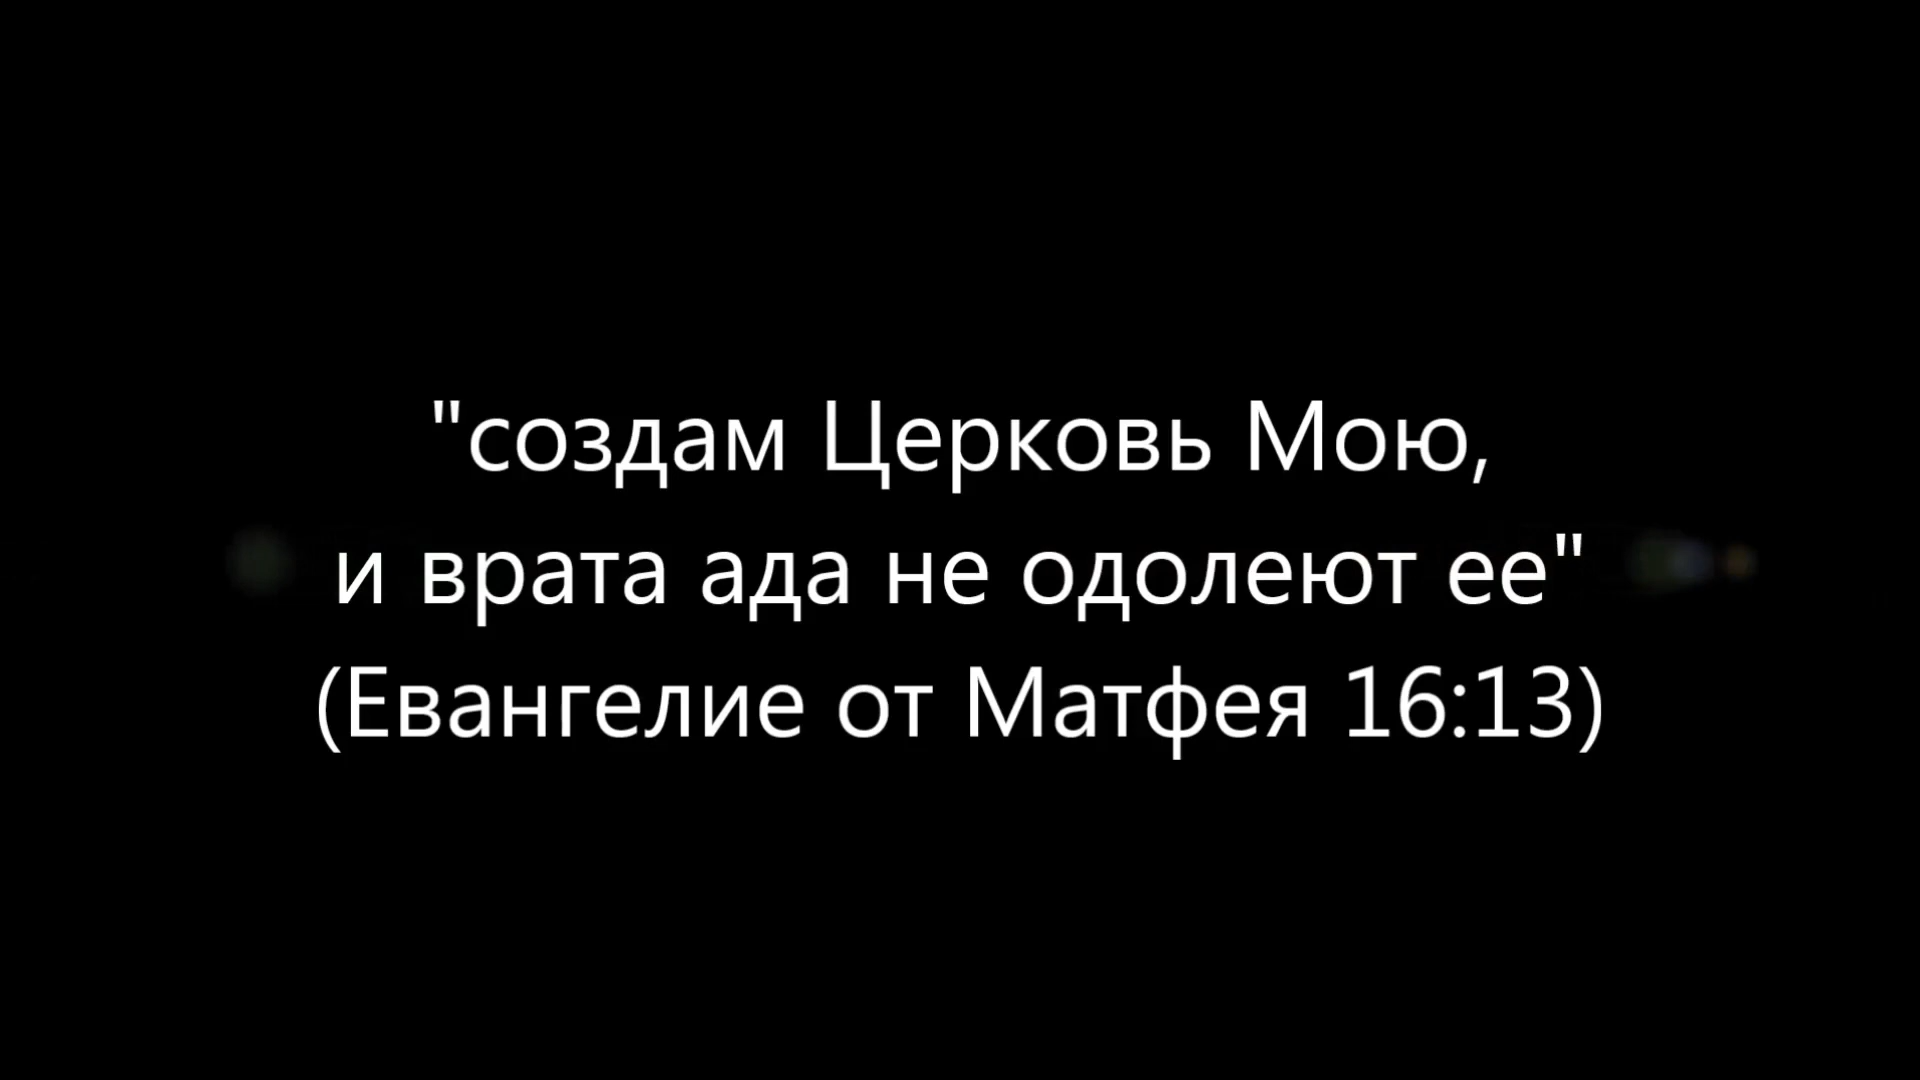 "создам Церковь Мою,
и врата ада не одолеют ее"
(Евангелие от Матфея 16:13)